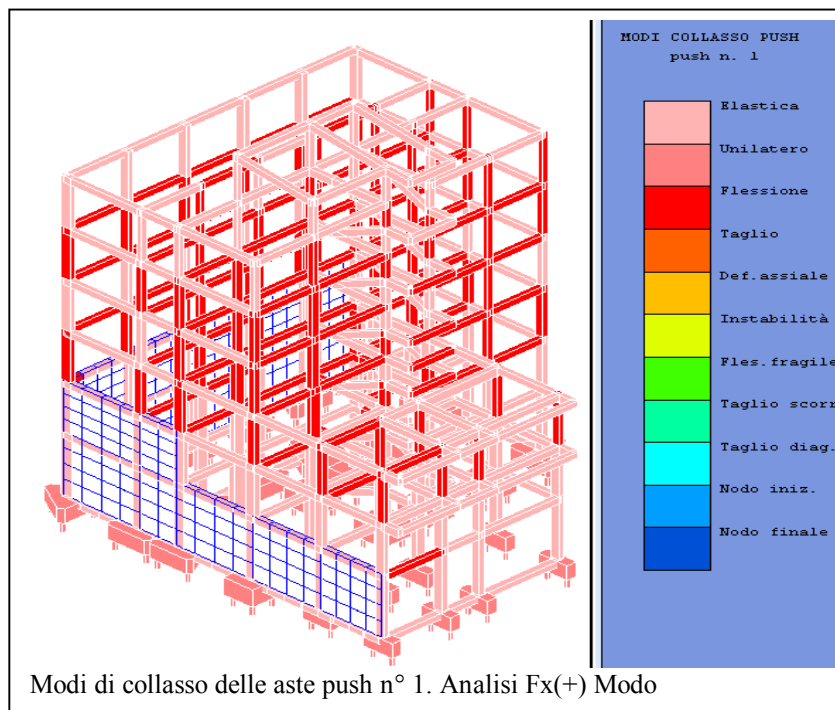 MODI COLLASSO PUSH
push n. 1
Elastica
Unilatero
Flessione
Taglio
Def.assiale
Instabilità
Fles.fragile
Taglio scorr
Taglio diag.
Nodo iniz.
Nodo finale
Modi di collasso delle aste push n° 1. Analisi Fx(+) Modo